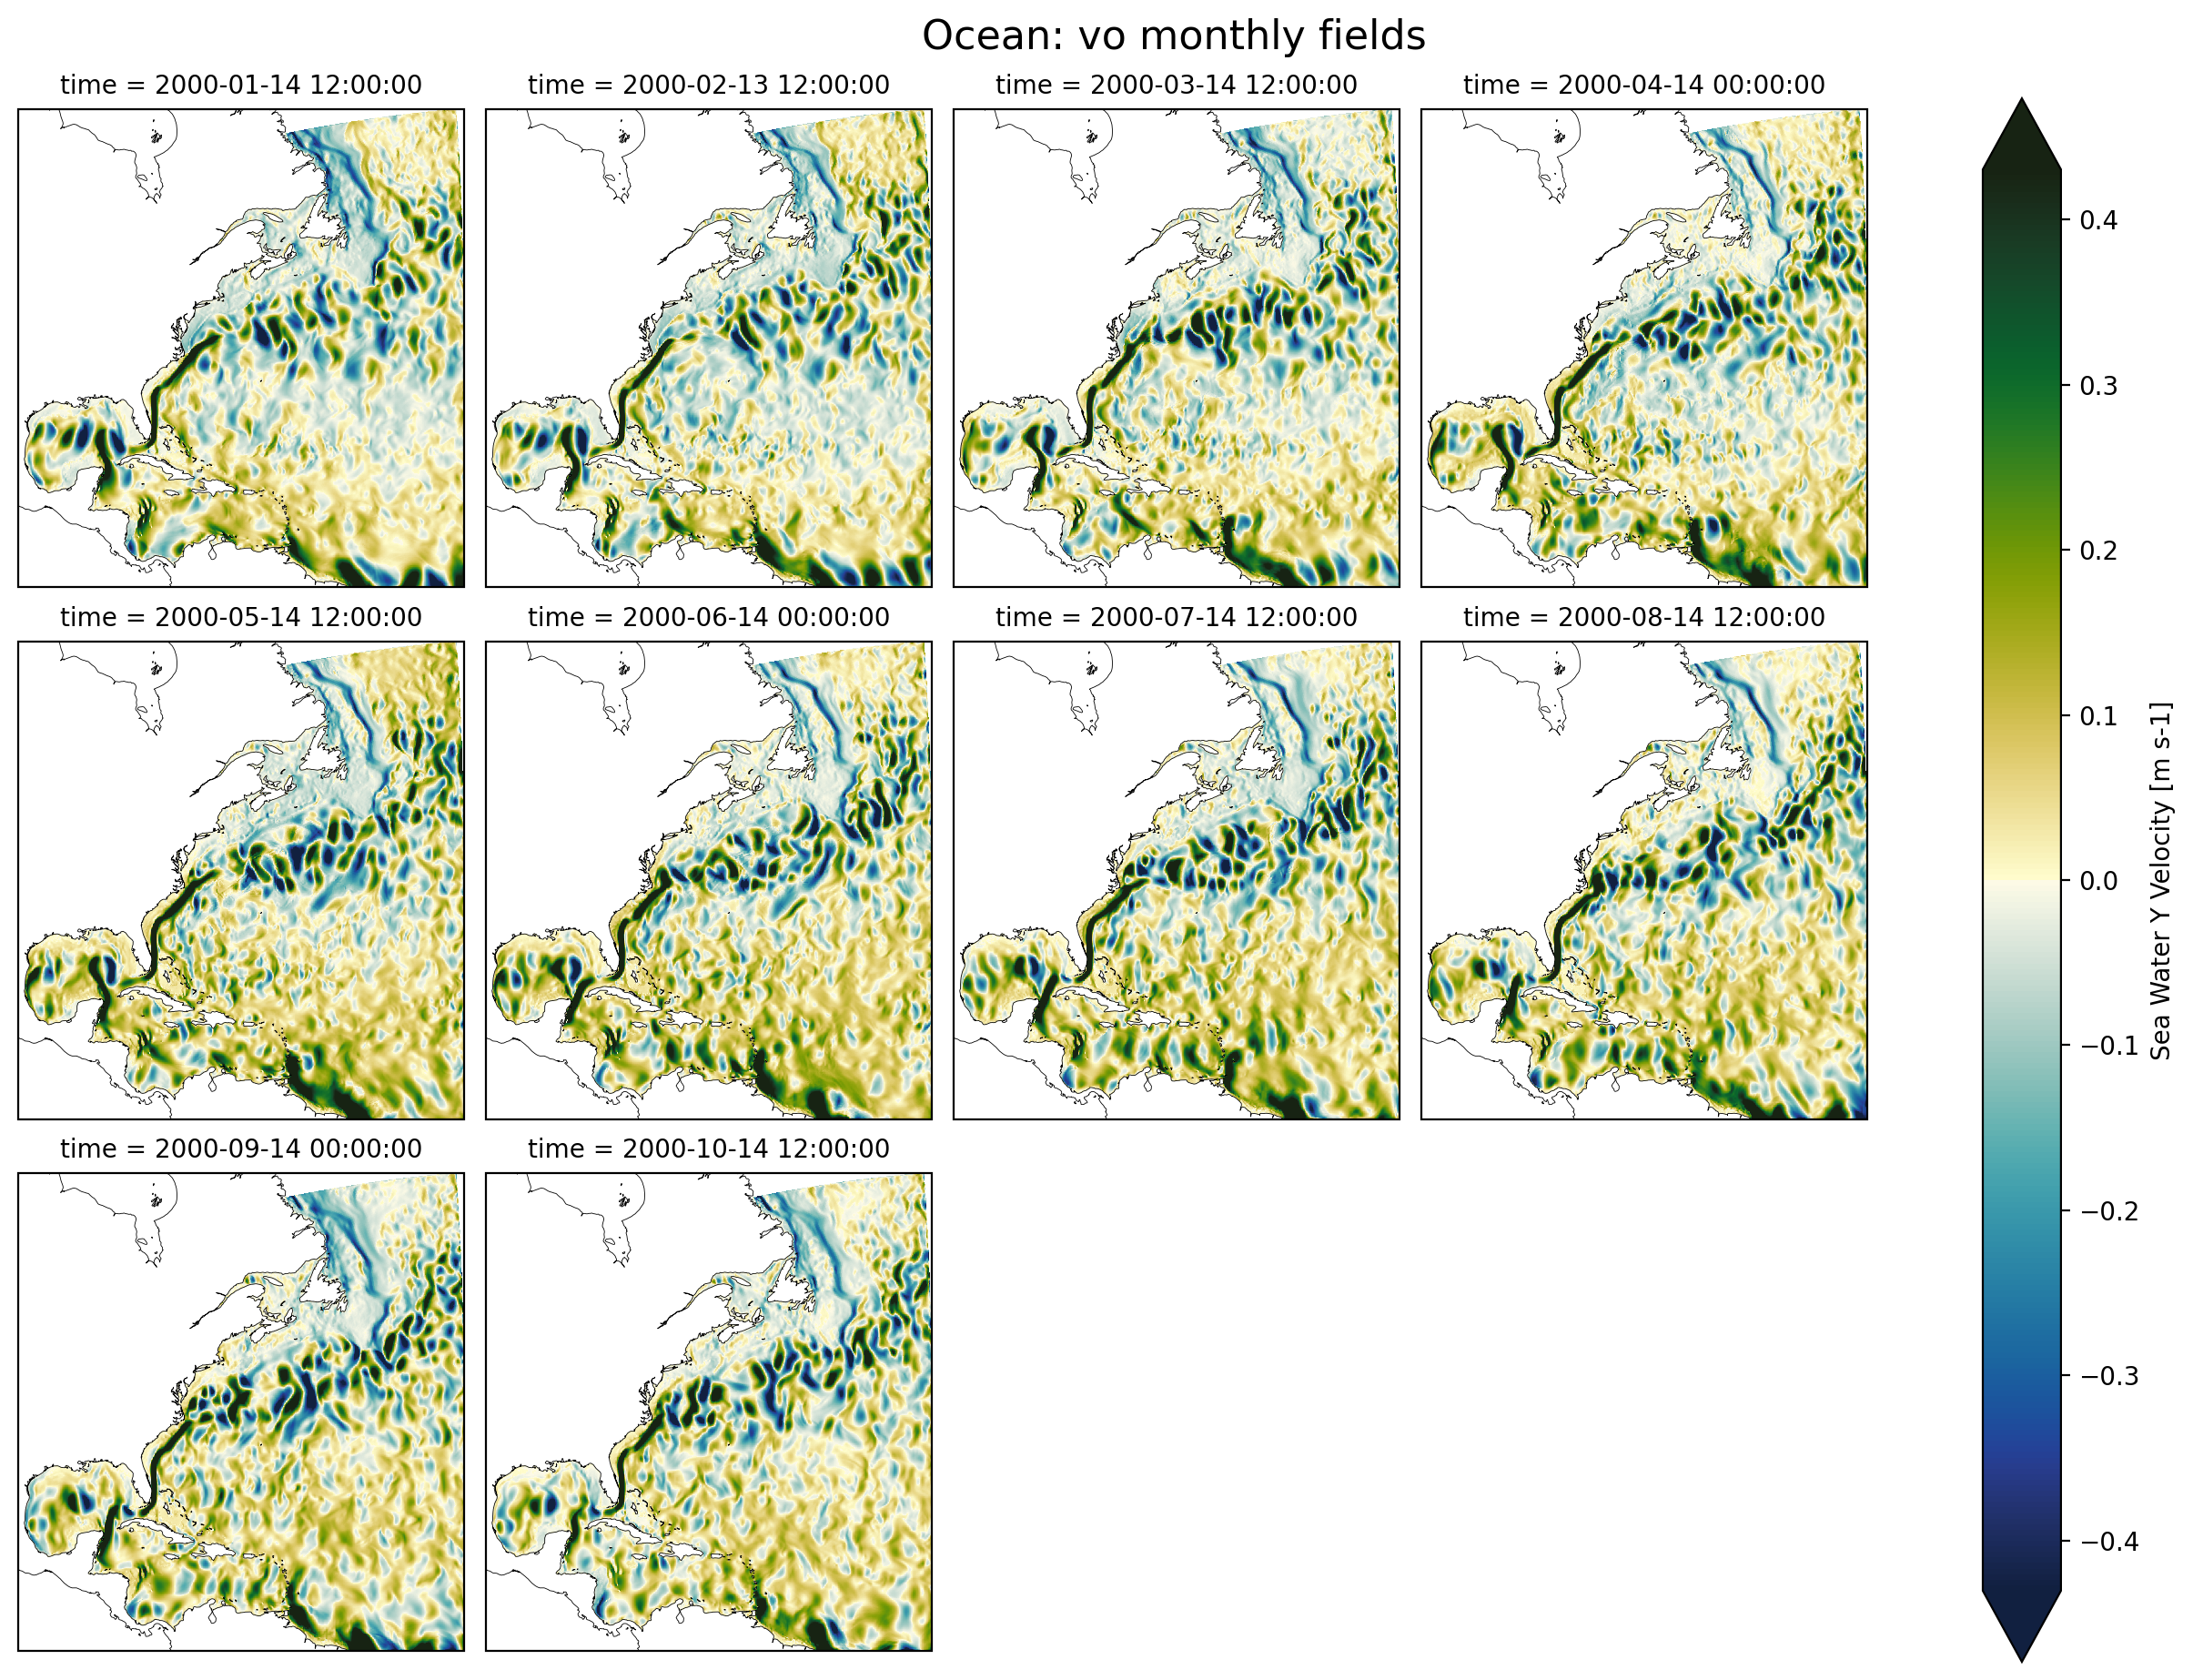 Ocean: vo monthly fields
time = 2000-01-14 12:00:00
time = 2000-02-13 12:00:00
time = 2000-03-14 12:00:00
time = 2000-04-14 00:00:00
time = 2000-05-14 12:00:00
time = 2000-06-14 00:00:00
time = 2000-07-14 12:00:00
time = 2000-08-14 12:00:00
time = 2000-09-14 00:00:00
time = 2000-10-14 12:00:00
0.4
0.3
0.2
0.1
0.0
−0.1
−0.2
−0.3
−0.4
Sea Water Y Velocity [m s-1]